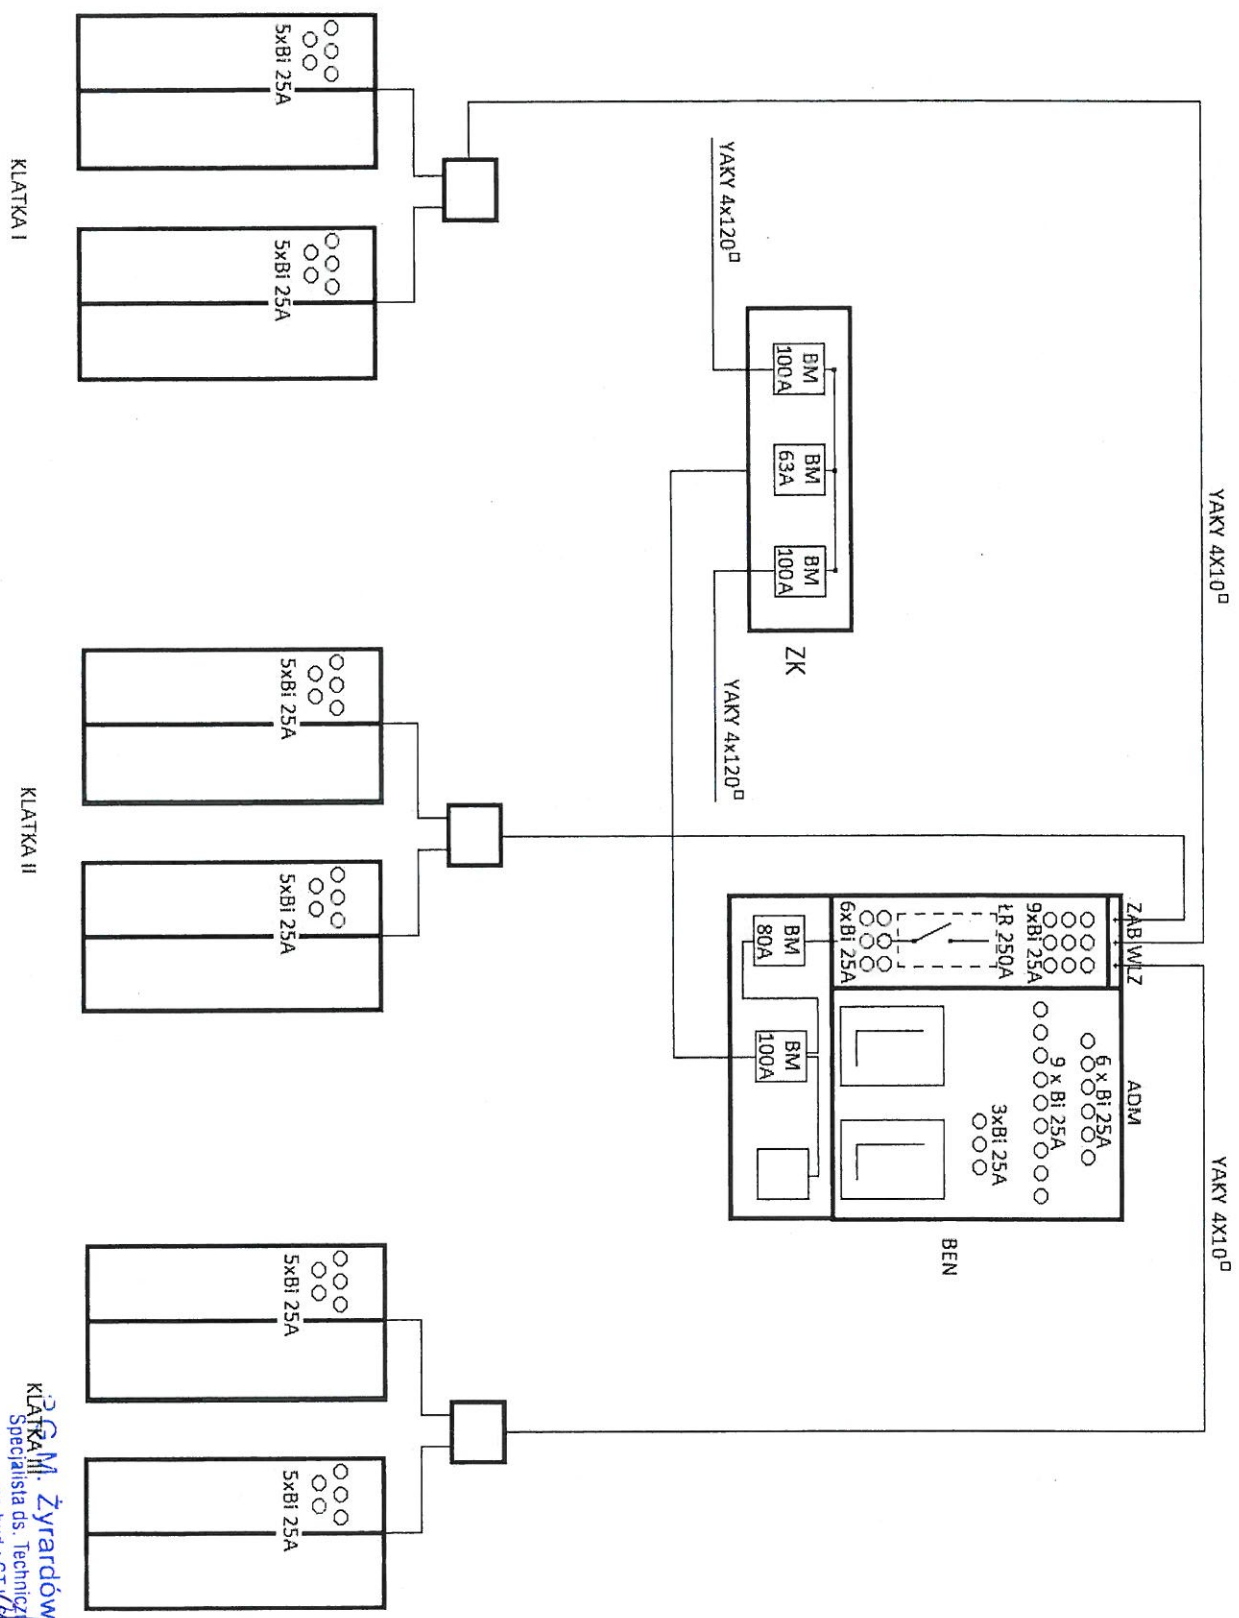 YAKY 4X10□
YAKY 4X10□
ZAB WLZ
9xBi 25A
ŁR 250A
6xBi 25A
ADM
6 x Bi 25A
9 x Bi 25A
3xBi 25A
BM
80A
BM
100A
BEN
ZK
BM
100A
BM
63A
BM
100A
YAKY 4x120□
YAKY 4x120□
5xBi 25A
5xBi 25A
KLATKA I
5xBi 25A
5xBi 25A
KLATKA II
5xBi 25A
5xBi 25A
KLATKA III
P.G.M. Żyrardów
Specjalista ds.